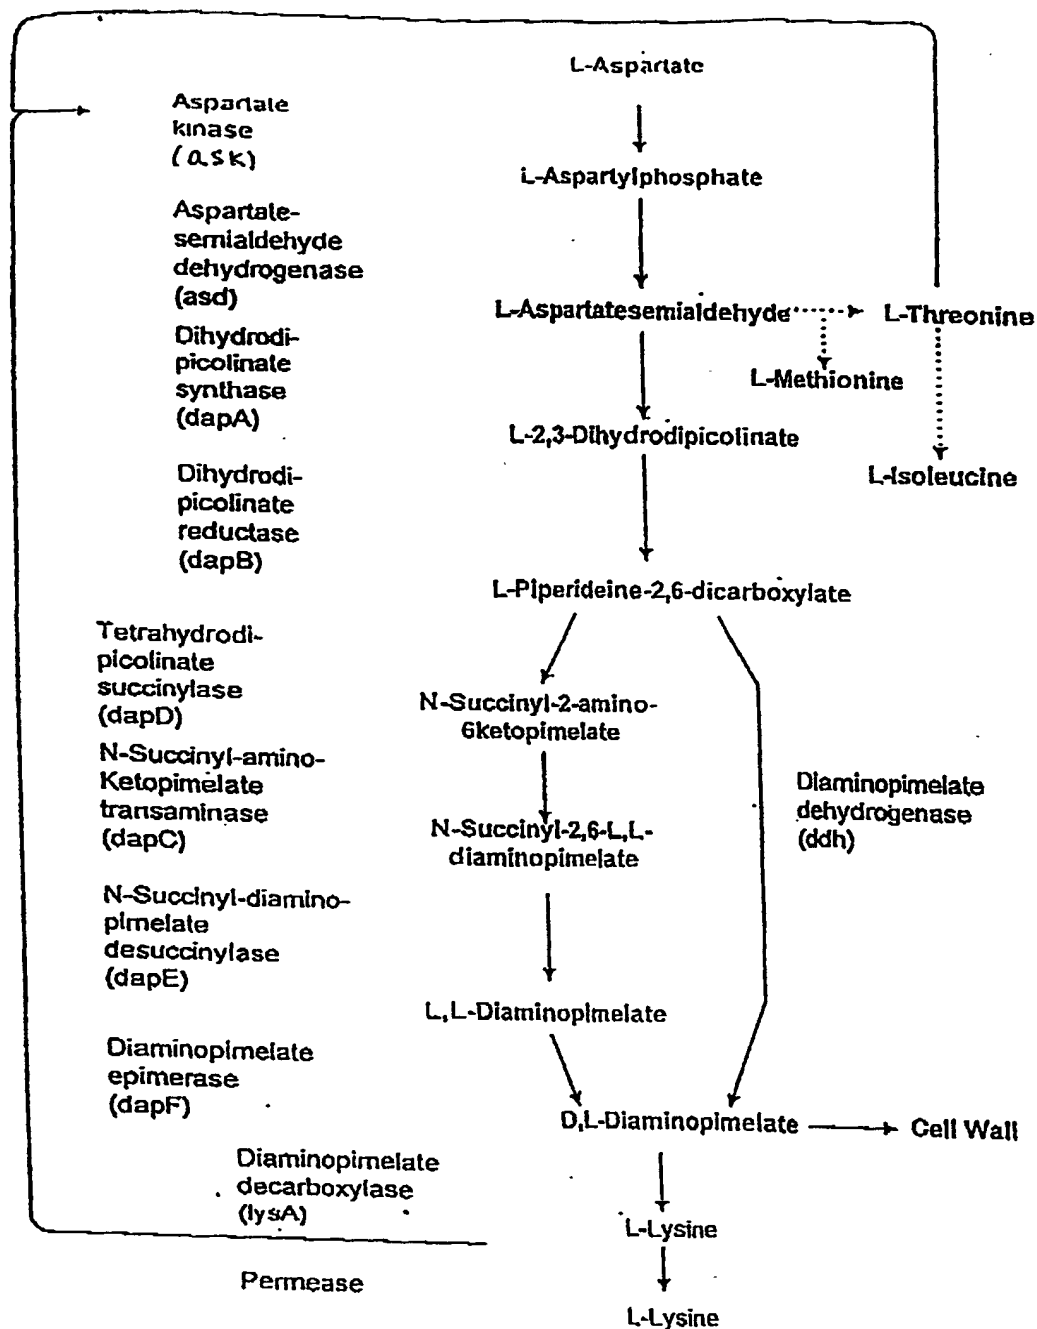 L-Aspartate
Aspartate
kinase
(ask)
L-Aspartylphosphate
Aspartate-
semialdehyde
dehydrogenase
(asd)
L-Aspartatesemialdehyde
L-Threonine
L-Methionine
L-Isoleucine
Dihydrodi-
picolinate
synthase
(dapA)
L-2,3-Dihydrodipicolinate
Dihydrodi-
picolinate
reductase
(dapB)
L-Piperideine-2,6-dicarboxylate
Tetrahydrodi-
picolinate
succinylase
(dapD)
N-Succinyl-2-amino-
6ketopimelate
N-Succinyl-amino-
Ketopimelate
transaminase
(dapC)
N-Succinyl-2,6-L,L-
diaminopimelate
Diaminopimelate
dehydrogenase
(ddh)
N-Succinyl-diamino-
pimelate
desuccinylase
(dapE)
L,L-Diaminopimelate
Diaminopimelate
epimerase
(dapF)
D,L-Diaminopimelate
Cell Wall
Diaminopimelate
decarboxylase
(lysA)
L-Lysine
Permease
L-Lysine